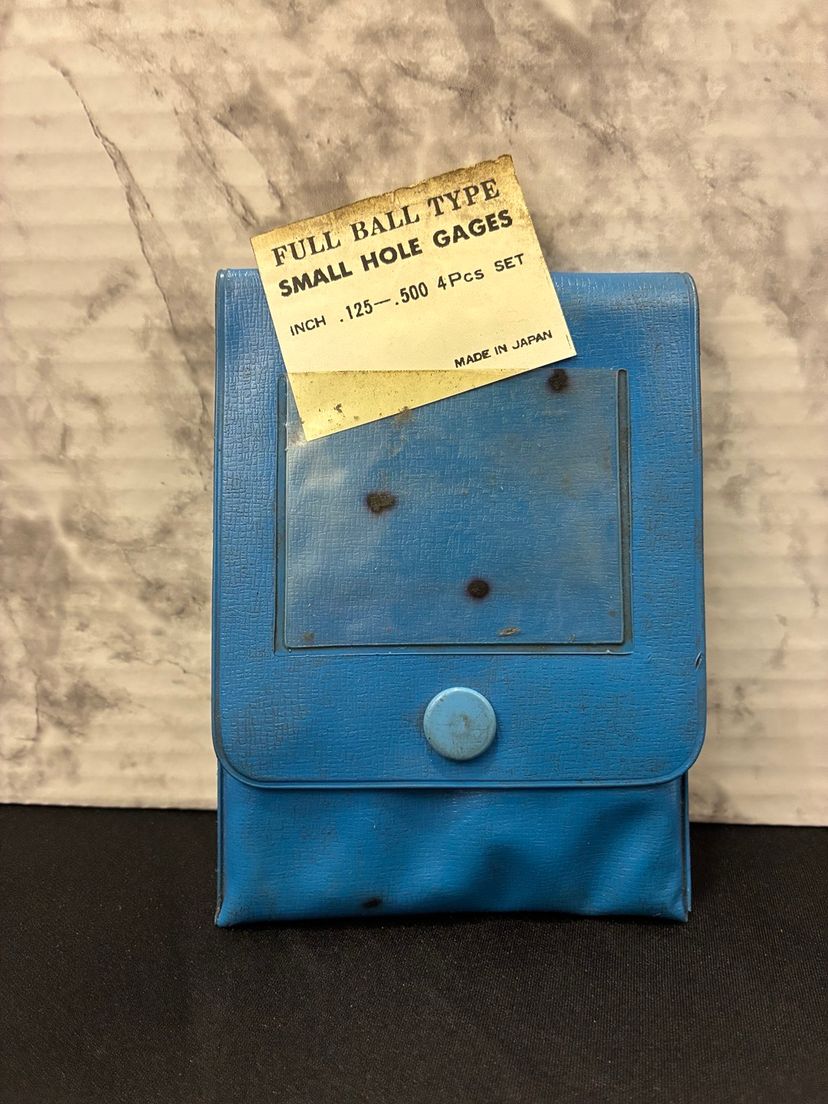 FULL BALL TYPE
SMALL HOLE GAGES
INCH .125—.500 4Pcs SET
MADE IN JAPAN